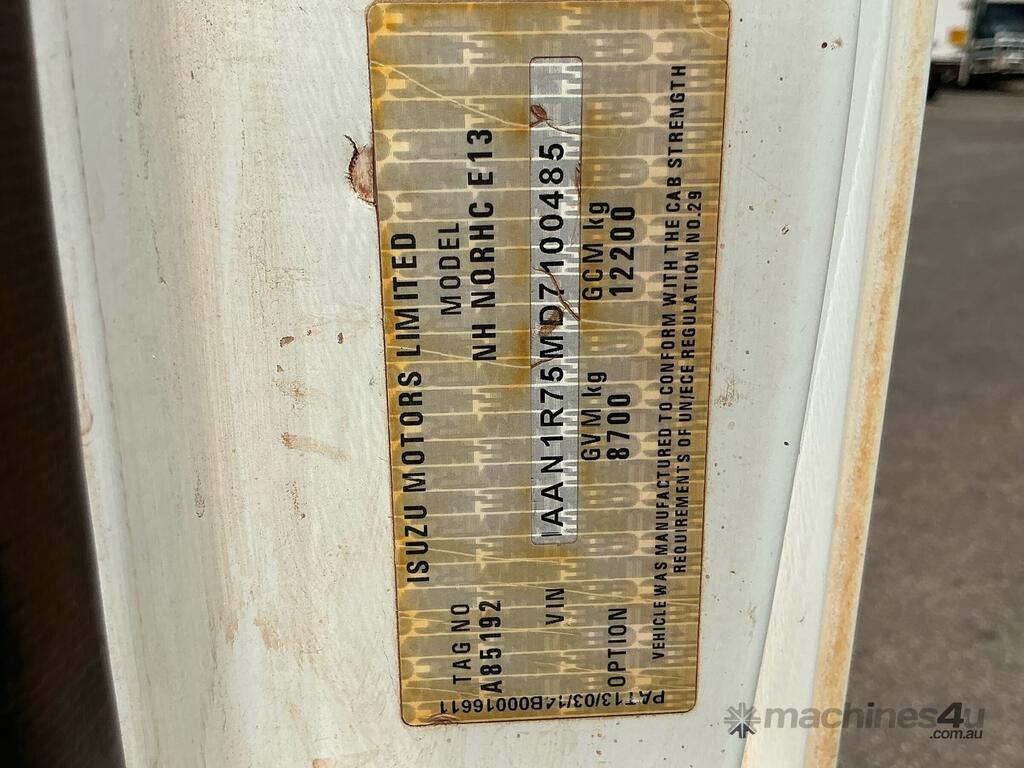 ISUZU MOTORS LIMITED
TAG NO
A85192
MODEL
NH NQRHC E13
VIN
JAAN1R75MD7100485
GVM kg
8700
GCM kg
12200
OPTION
VEHICLE WAS MANUFACTURED TO CONFORM WITH THE CAB STRENGTH
REQUIREMENTS OF UN/ECE REGULATION NO.29
PAT13/03/14B00016611
machines4u
.com.au